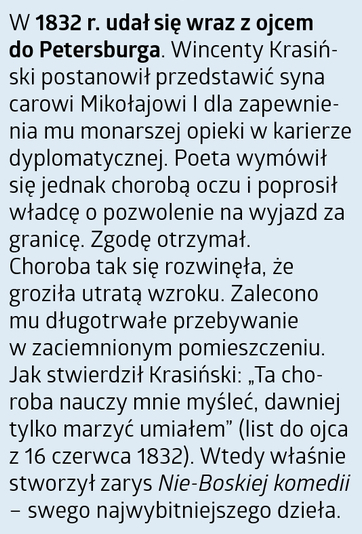 W 1832 r. udał się wraz z ojcem
do Petersburga. Wincenty Krasiń-
ski postanowił przedstawić syna
carowi Mikołajowi I dla zapewnie-
nia mu monarszej opieki w karierze
dyplomatycznej. Poeta wymówił
się jednak chorobą oczu i poprosił
władcę o pozwolenie na wyjazd za
granicę. Zgodę otrzymał.
Choroba tak się rozwinęła, że
groziła utratą wzroku. Zalecono
mu długotrwałe przebywanie
w zaciemnionym pomieszczeniu.
Jak stwierdził Krasiński: „Ta cho-
roba nauczy mnie myśleć, dawniej
tylko marzyć umiałem” (list do ojca
z 16 czerwca 1832). Wtedy właśnie
stworzył zarys Nie-Boskiej komedii
– swego najwybitniejszego dzieła.